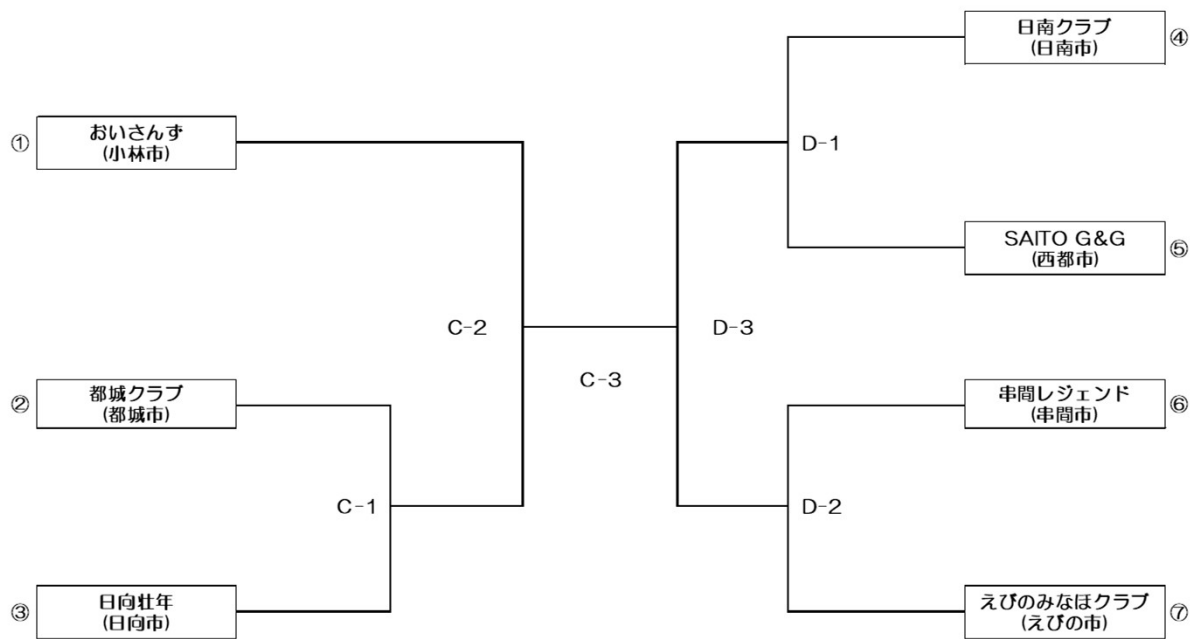 ①
おいさんず
(小林市)
②
都城クラブ
(都城市)
③
日向壮年
(日向市)
C-1
C-2
C-3
D-3
D-1
D-2
日南クラブ
(日南市)
④
SAITO G&G
(西都市)
⑤
串間レジェンド
(串間市)
⑥
えびのみなほクラブ
(えびの市)
⑦